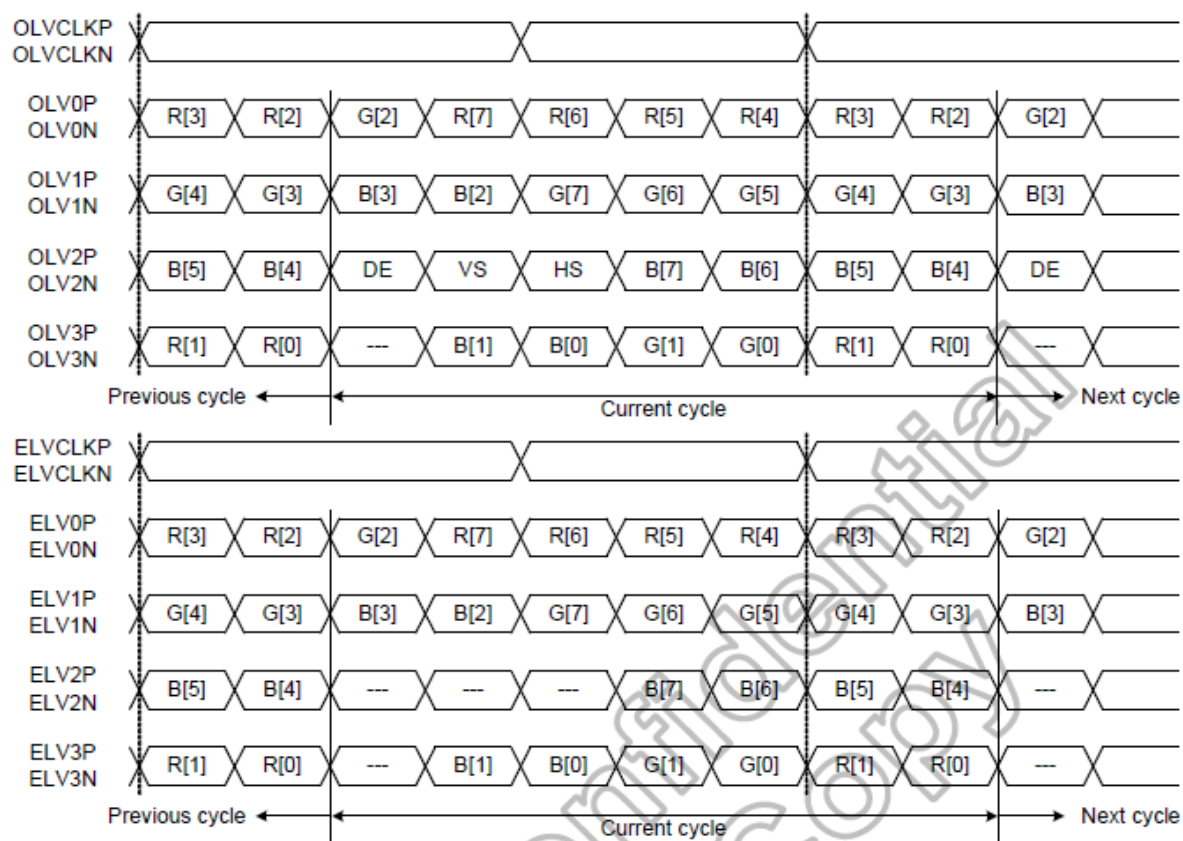 OLVCLKP
OLVCLKN
OLV0P
OLV0N
R[3] R[2] G[2] R[7] R[6] R[5] R[4] R[3] R[2] G[2]
OLV1P
OLV1N
G[4] G[3] B[3] B[2] G[7] G[6] G[5] G[4] G[3] B[3]
OLV2P
OLV2N
B[5] B[4] DE VS HS B[7] B[6] B[5] B[4] DE
OLV3P
OLV3N
R[1] R[0] --- B[1] B[0] G[1] G[0] R[1] R[0] ---
Previous cycle Current cycle Next cycle
ELVCLKP
ELVCLKN
ELV0P
ELV0N
R[3] R[2] G[2] R[7] R[6] R[5] R[4] R[3] R[2] G[2]
ELV1P
ELV1N
G[4] G[3] B[3] B[2] G[7] G[6] G[5] G[4] G[3] B[3]
ELV2P
ELV2N
B[5] B[4] --- --- --- B[7] B[6] B[5] B[4] ---
ELV3P
ELV3N
R[1] R[0] --- B[1] B[0] G[1] G[0] R[1] R[0] ---
Previous cycle Current cycle Next cycle
nfidential
Copy